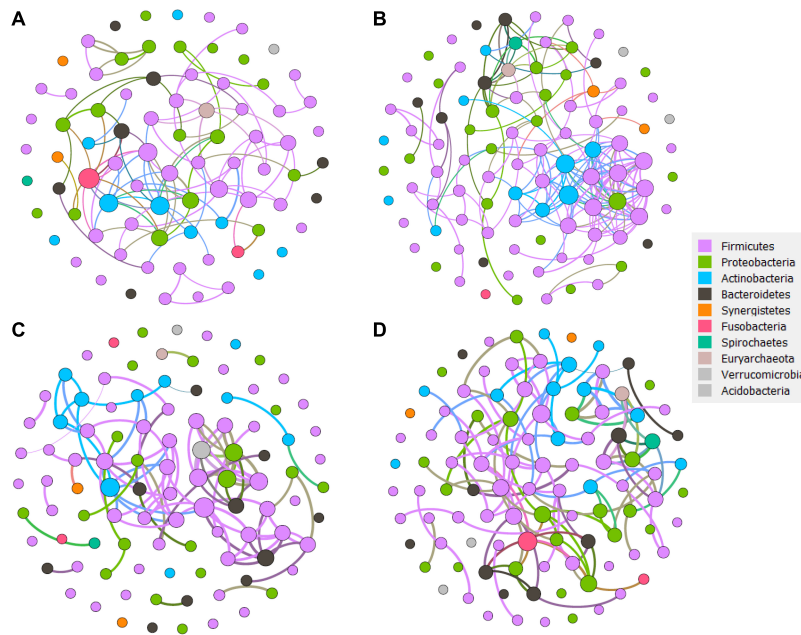 A
B
Firmicutes
Proteobacteria
Actinobacteria
Bacteroidetes
Synergistetes
Fusobacteria
Spirochaetes
Euryarchaeota
Verrucomicrobia
Acidobacteria
C
D